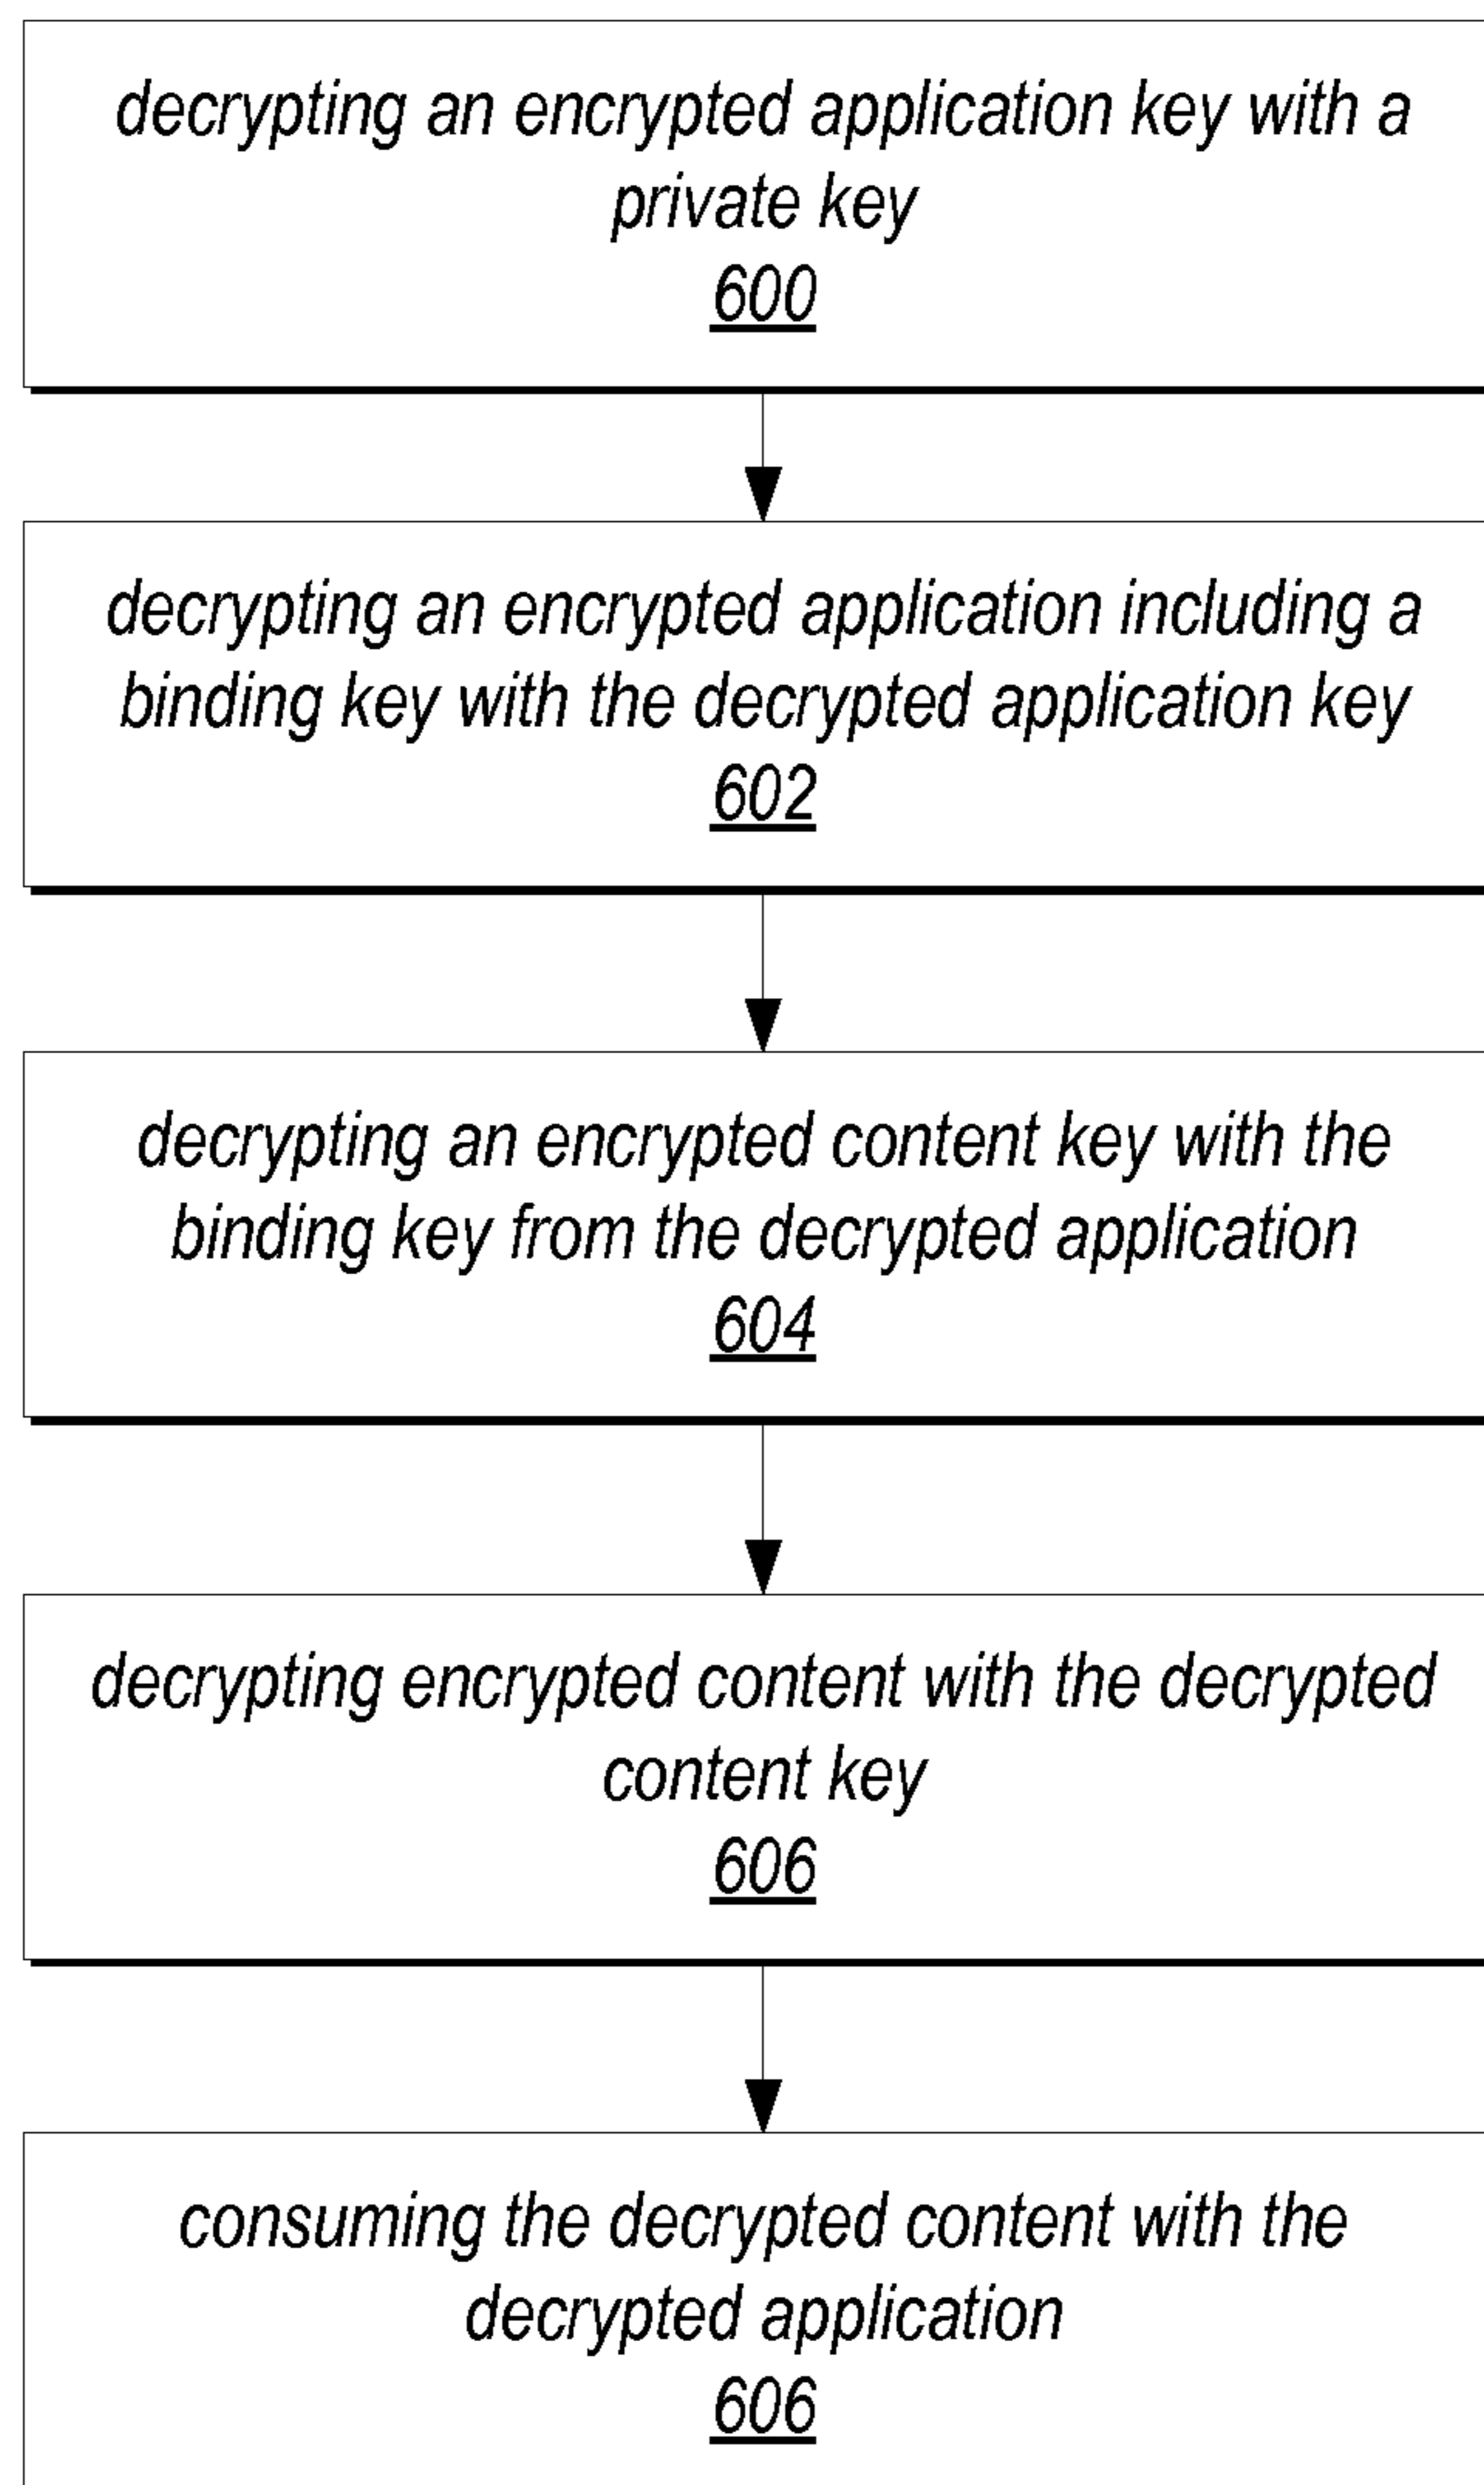 decrypting an encrypted application key with a
private key
600
decrypting an encrypted application including a
binding key with the decrypted application key
602
decrypting an encrypted content key with the
binding key from the decrypted application
604
decrypting encrypted content with the decrypted
content key
606
consuming the decrypted content with the
decrypted application
606